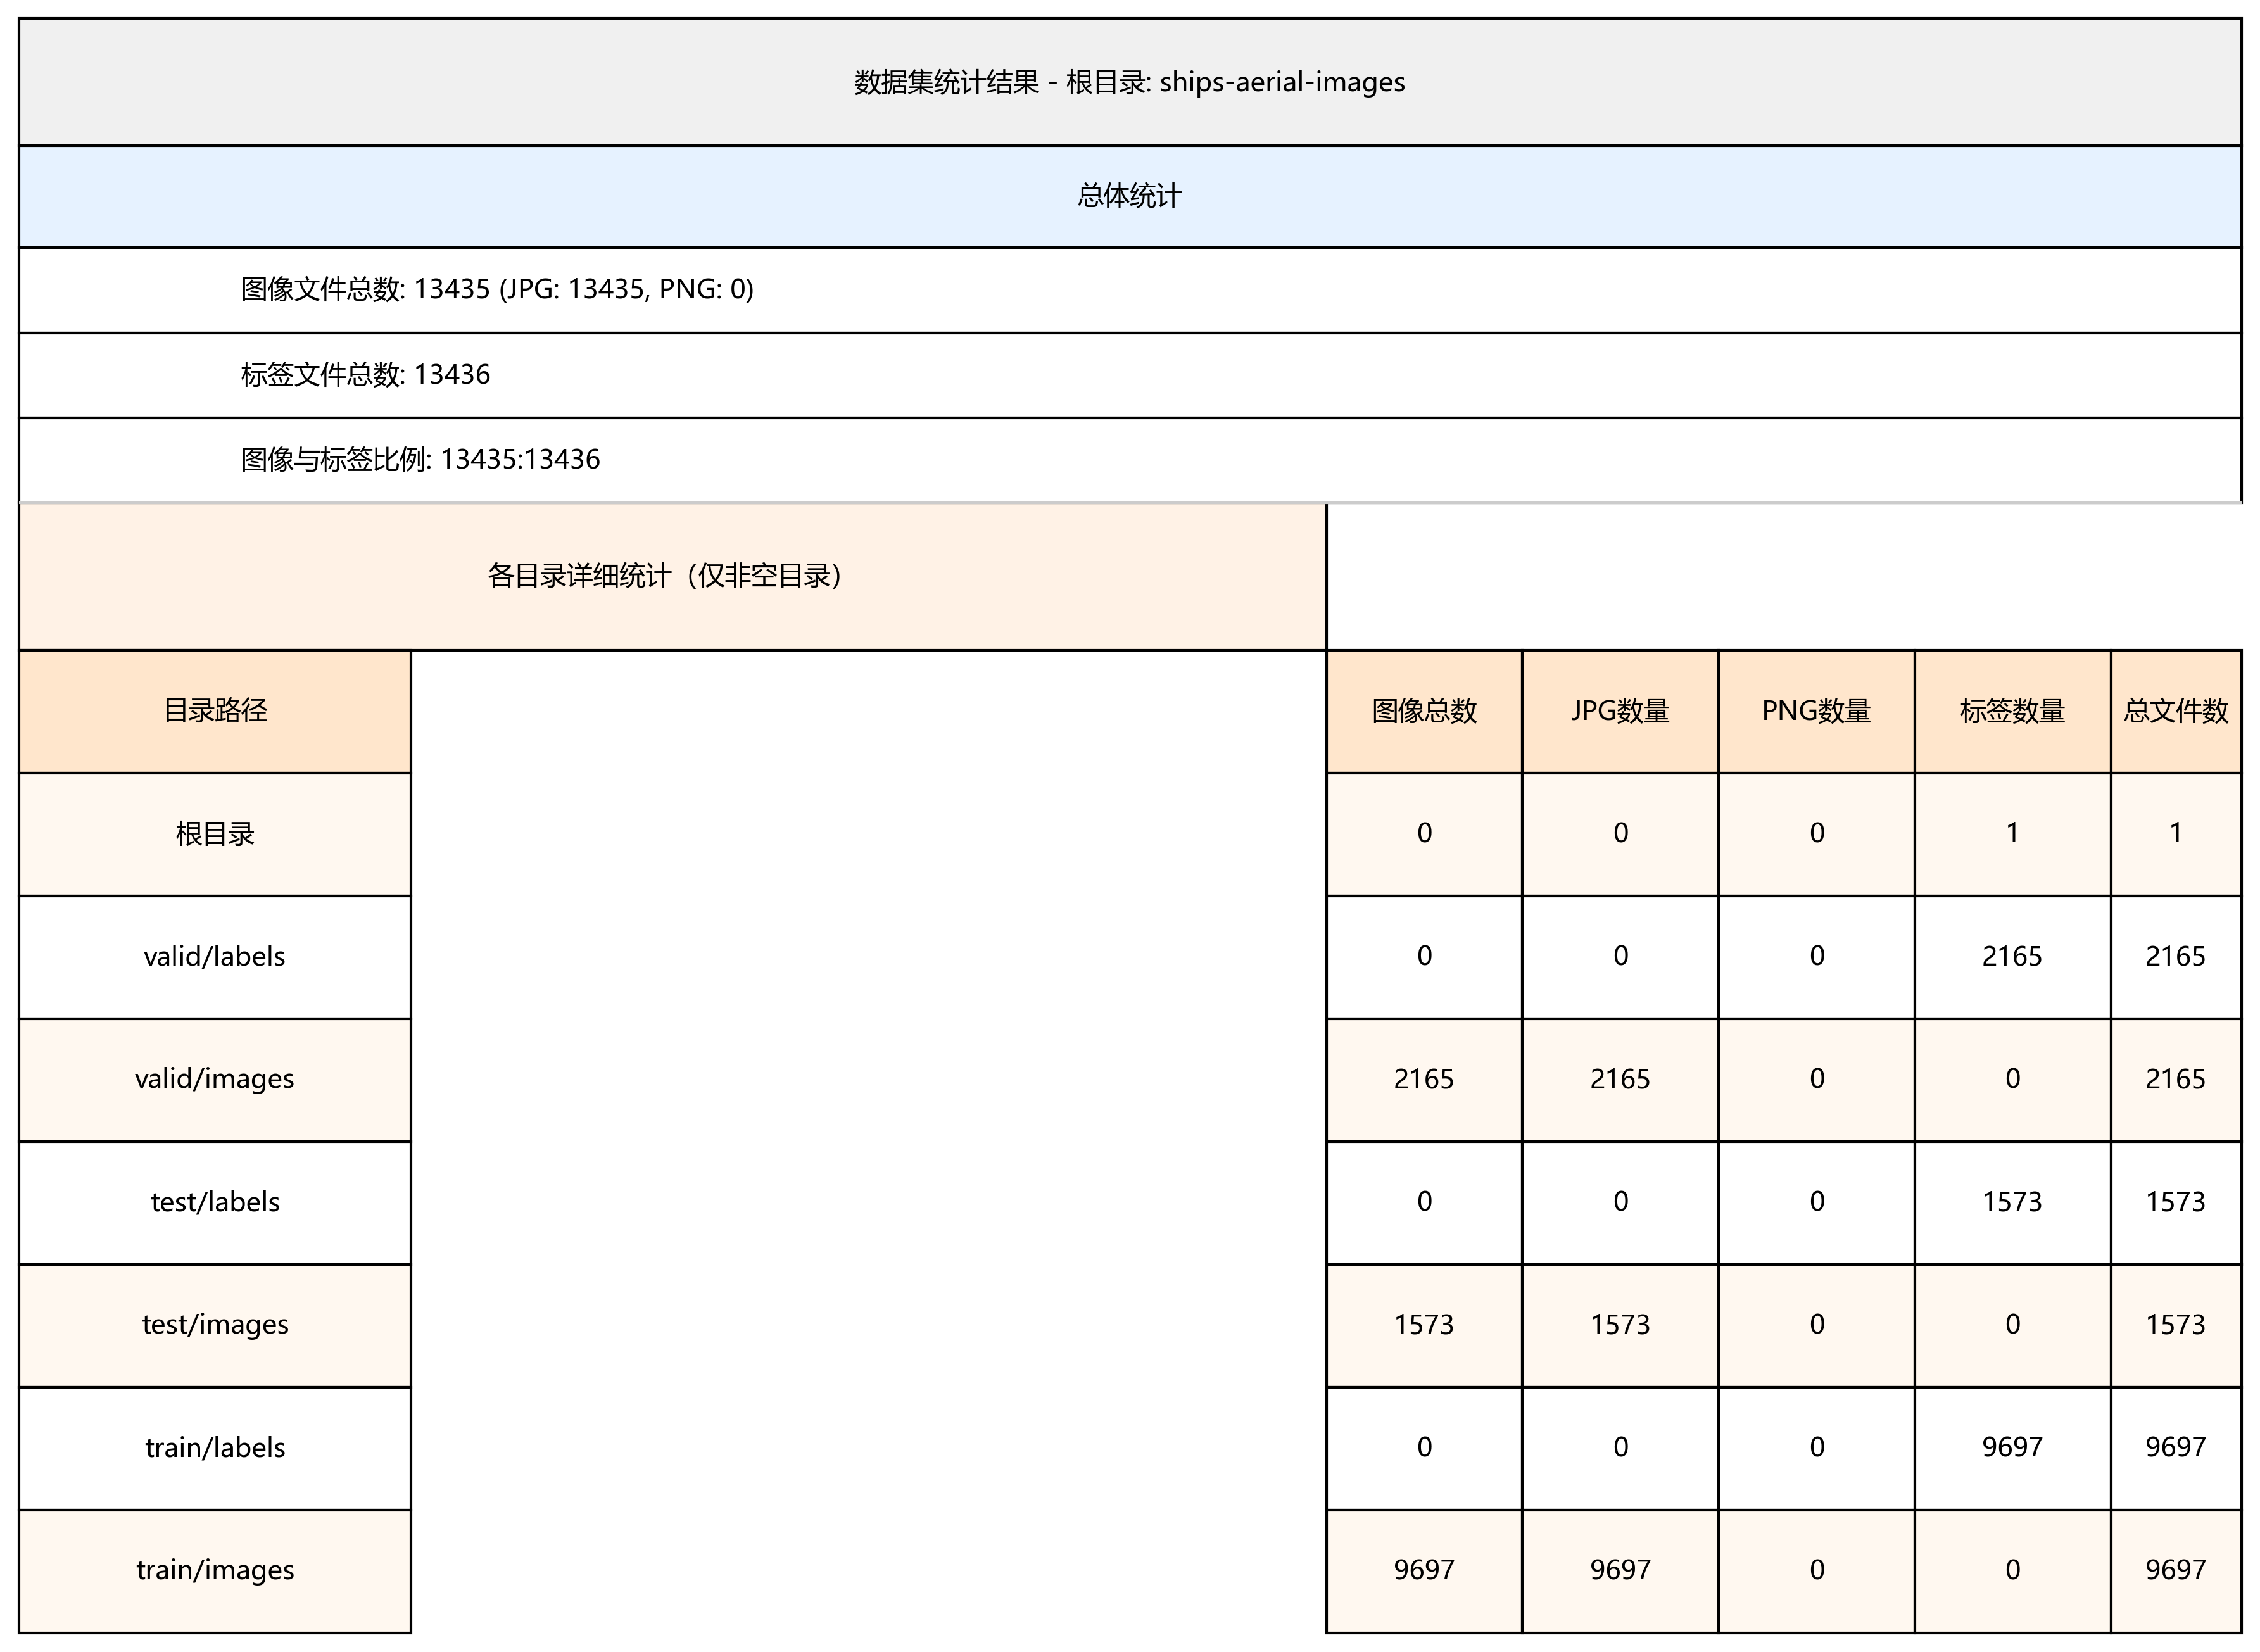 数据集统计结果 - 根目录: ships-aerial-images
总体统计
图像文件总数: 13435 (JPG: 13435, PNG: 0)
标签文件总数: 13436
图像与标签比例: 13435:13436
各目录详细统计（仅非空目录）
目录路径 图像总数 JPG数量 PNG数量 标签数量 总文件数
根目录 0 0 0 1 1
valid/labels 0 0 0 2165 2165
valid/images 2165 2165 0 0 2165
test/labels 0 0 0 1573 1573
test/images 1573 1573 0 0 1573
train/labels 0 0 0 9697 9697
train/images 9697 9697 0 0 9697